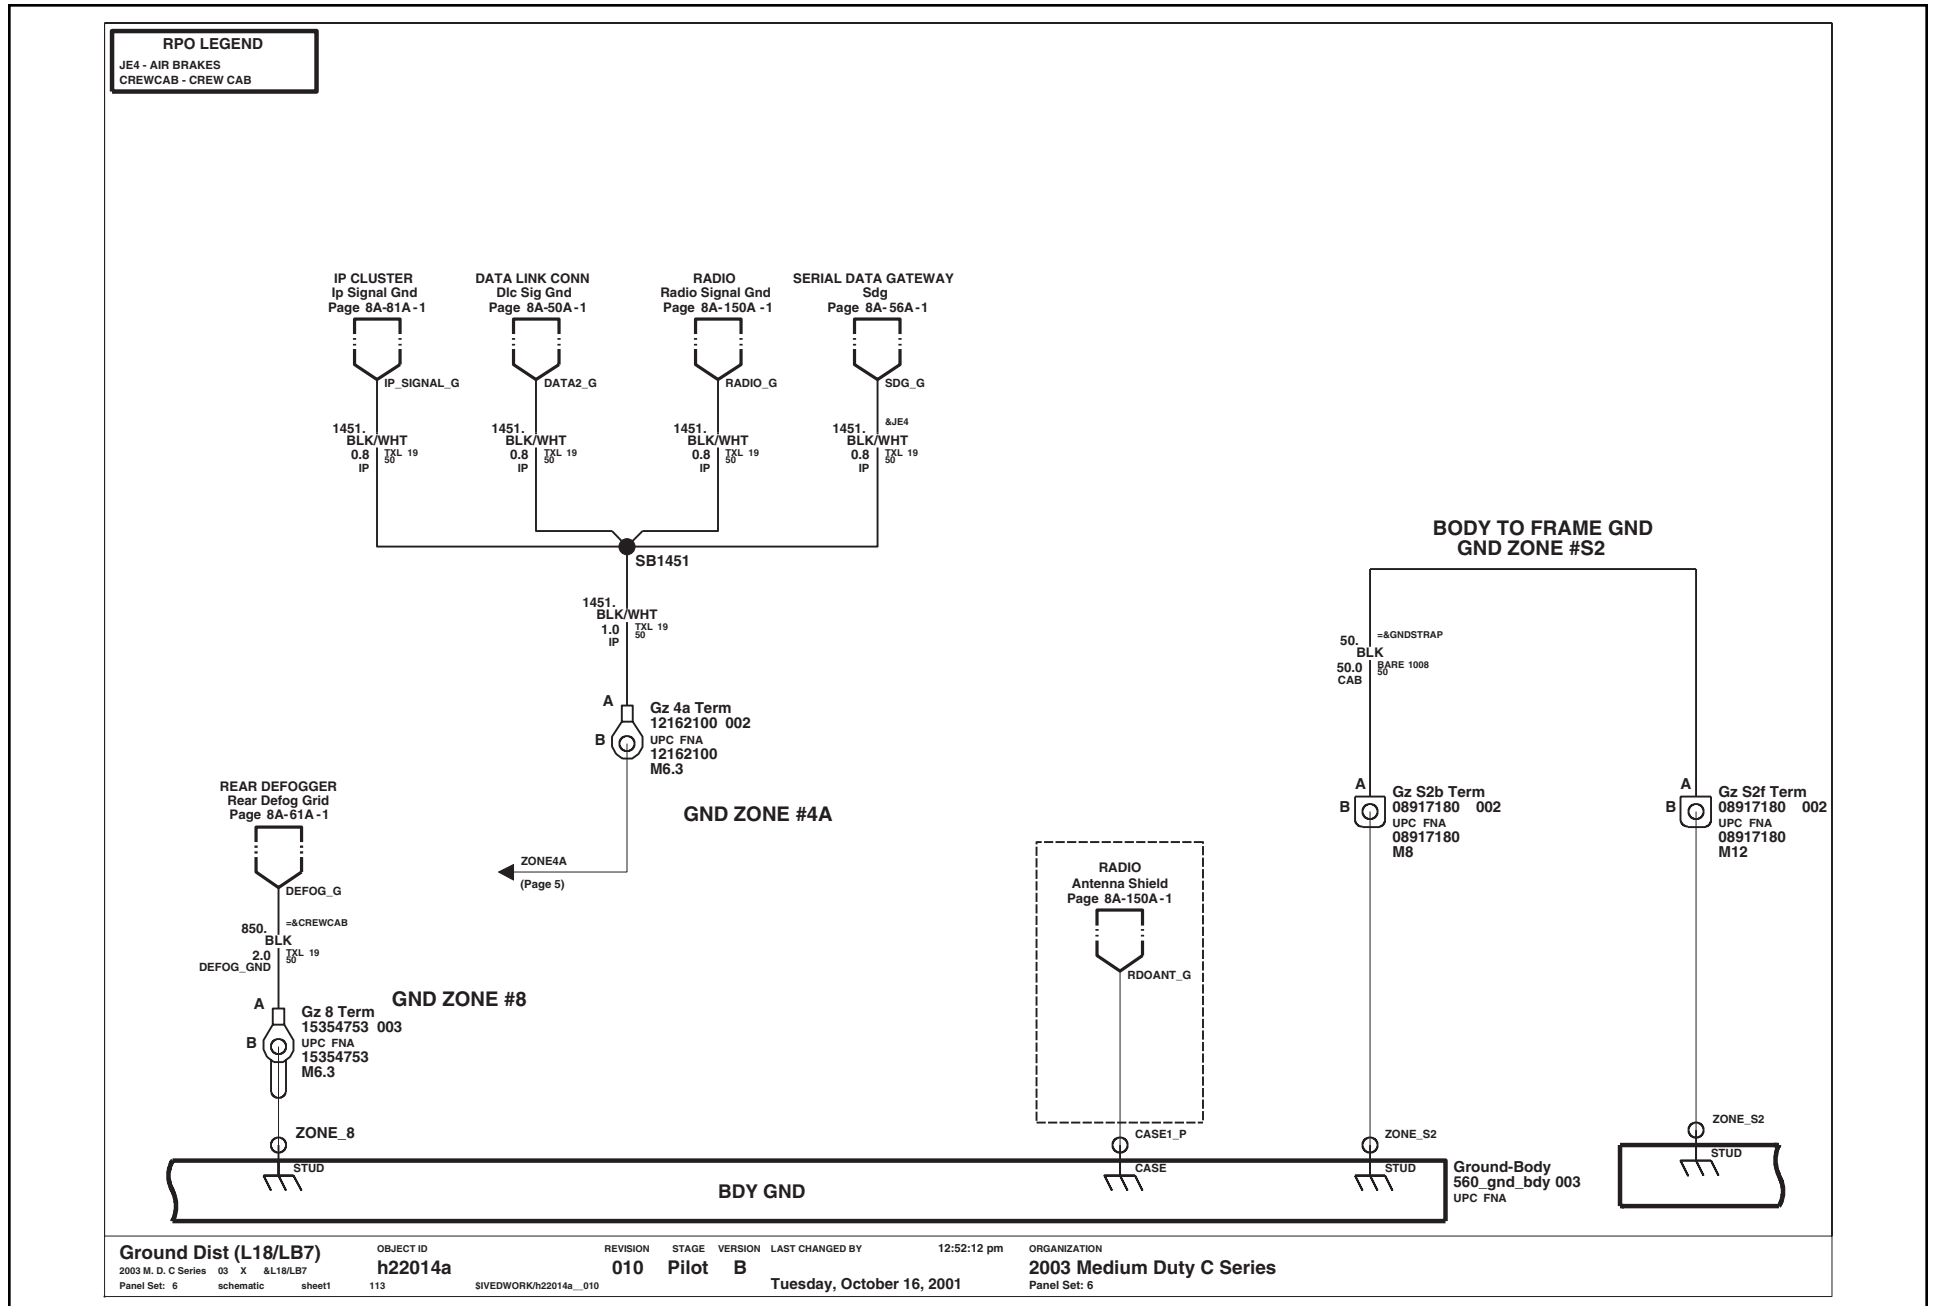 RPO LEGEND
JE4 - AIR BRAKES
CREWCAB - CREW CAB
IP CLUSTER
Ip Signal Gnd
Page 8A-81A-1
DATA LINK CONN
Dlc Sig Gnd
Page 8A-50A-1
RADIO
Radio Signal Gnd
Page 8A-150A-1
SERIAL DATA GATEWAY
Sdg
Page 8A-56A-1
IP_SIGNAL_G
DATA2_G
RADIO_G
SDG_G
1451.
BLK/WHT
0.8 TXL 19
50
IP
1451.
BLK/WHT
0.8 TXL 19
50
IP
1451.
BLK/WHT
0.8 TXL 19
50
IP
&JE4
1451.
BLK/WHT
0.8 TXL 19
50
IP
SB1451
1451.
BLK/WHT
1.0 TXL 19
50
IP
A
B
Gz 4a Term
12162100 002
UPC FNA
12162100
M6.3
GND ZONE #4A
ZONE4A
(Page 5)
BODY TO FRAME GND
GND ZONE #S2
=&GNDSTRAP
50.
BLK
50.0 BARE 1008
50
CAB
A
B
Gz S2b Term
08917180 002
UPC FNA
08917180
M8
A
B
Gz S2f Term
08917180 002
UPC FNA
08917180
M12
REAR DEFOGGER
Rear Defog Grid
Page 8A-61A-1
DEFOG_G
=&CREWCAB
850.
BLK
2.0 TXL 19
50
DEFOG_GND
GND ZONE #8
A
B
Gz 8 Term
15354753 003
UPC FNA
15354753
M6.3
RADIO
Antenna Shield
Page 8A-150A-1
RDOANT_G
ZONE_8
STUD
CASE1_P
CASE
ZONE_S2
STUD
ZONE_S2
STUD
BDY GND
Ground-Body
560_gnd_bdy 003
UPC FNA
Ground Dist (L18/LB7)
2003 M. D. C Series 03 X &L18/LB7
Panel Set: 6 schematic sheet1 113
OBJECT ID
h22014a
$IVEDWORK/h22014a__010
REVISION STAGE VERSION LAST CHANGED BY 12:52:12 pm
010 Pilot B
Tuesday, October 16, 2001
ORGANIZATION
2003 Medium Duty C Series
Panel Set: 6